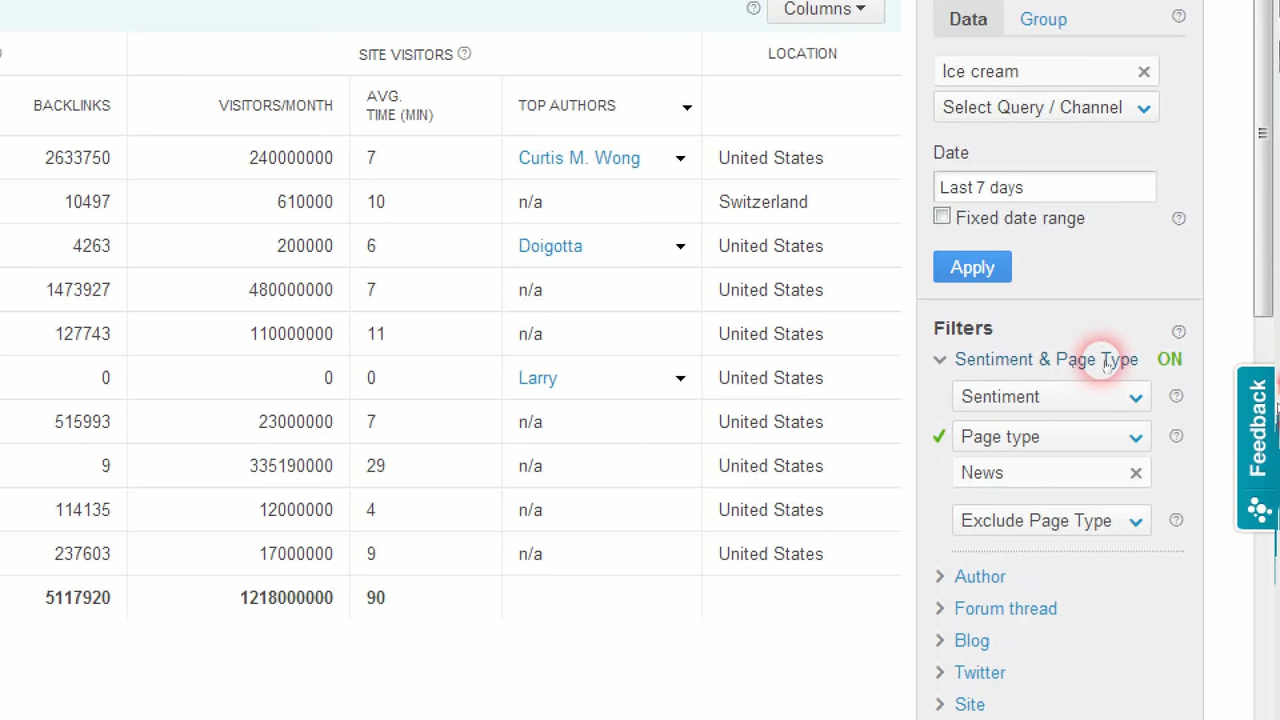 Columns
Data Group
SITE VISITORS
LOCATION
BACKLINKS
VISITORS/MONTH
AVG.
TIME (MIN)
TOP AUTHORS
2633750 240000000 7 Curtis M. Wong United States
10497 610000 10 n/a Switzerland
4263 200000 6 Doigotta United States
1473927 480000000 7 n/a United States
127743 110000000 11 n/a United States
0 0 0 Larry United States
515993 23000000 7 n/a United States
9 335190000 29 n/a United States
114135 12000000 4 n/a United States
237603 17000000 9 n/a United States
5117920 1218000000 90
Ice cream
Select Query / Channel
Date
Last 7 days
Fixed date range
Apply
Filters
Sentiment & Page Type ON
Sentiment
Page type
News
Exclude Page Type
Author
Forum thread
Blog
Twitter
Site
Feedback